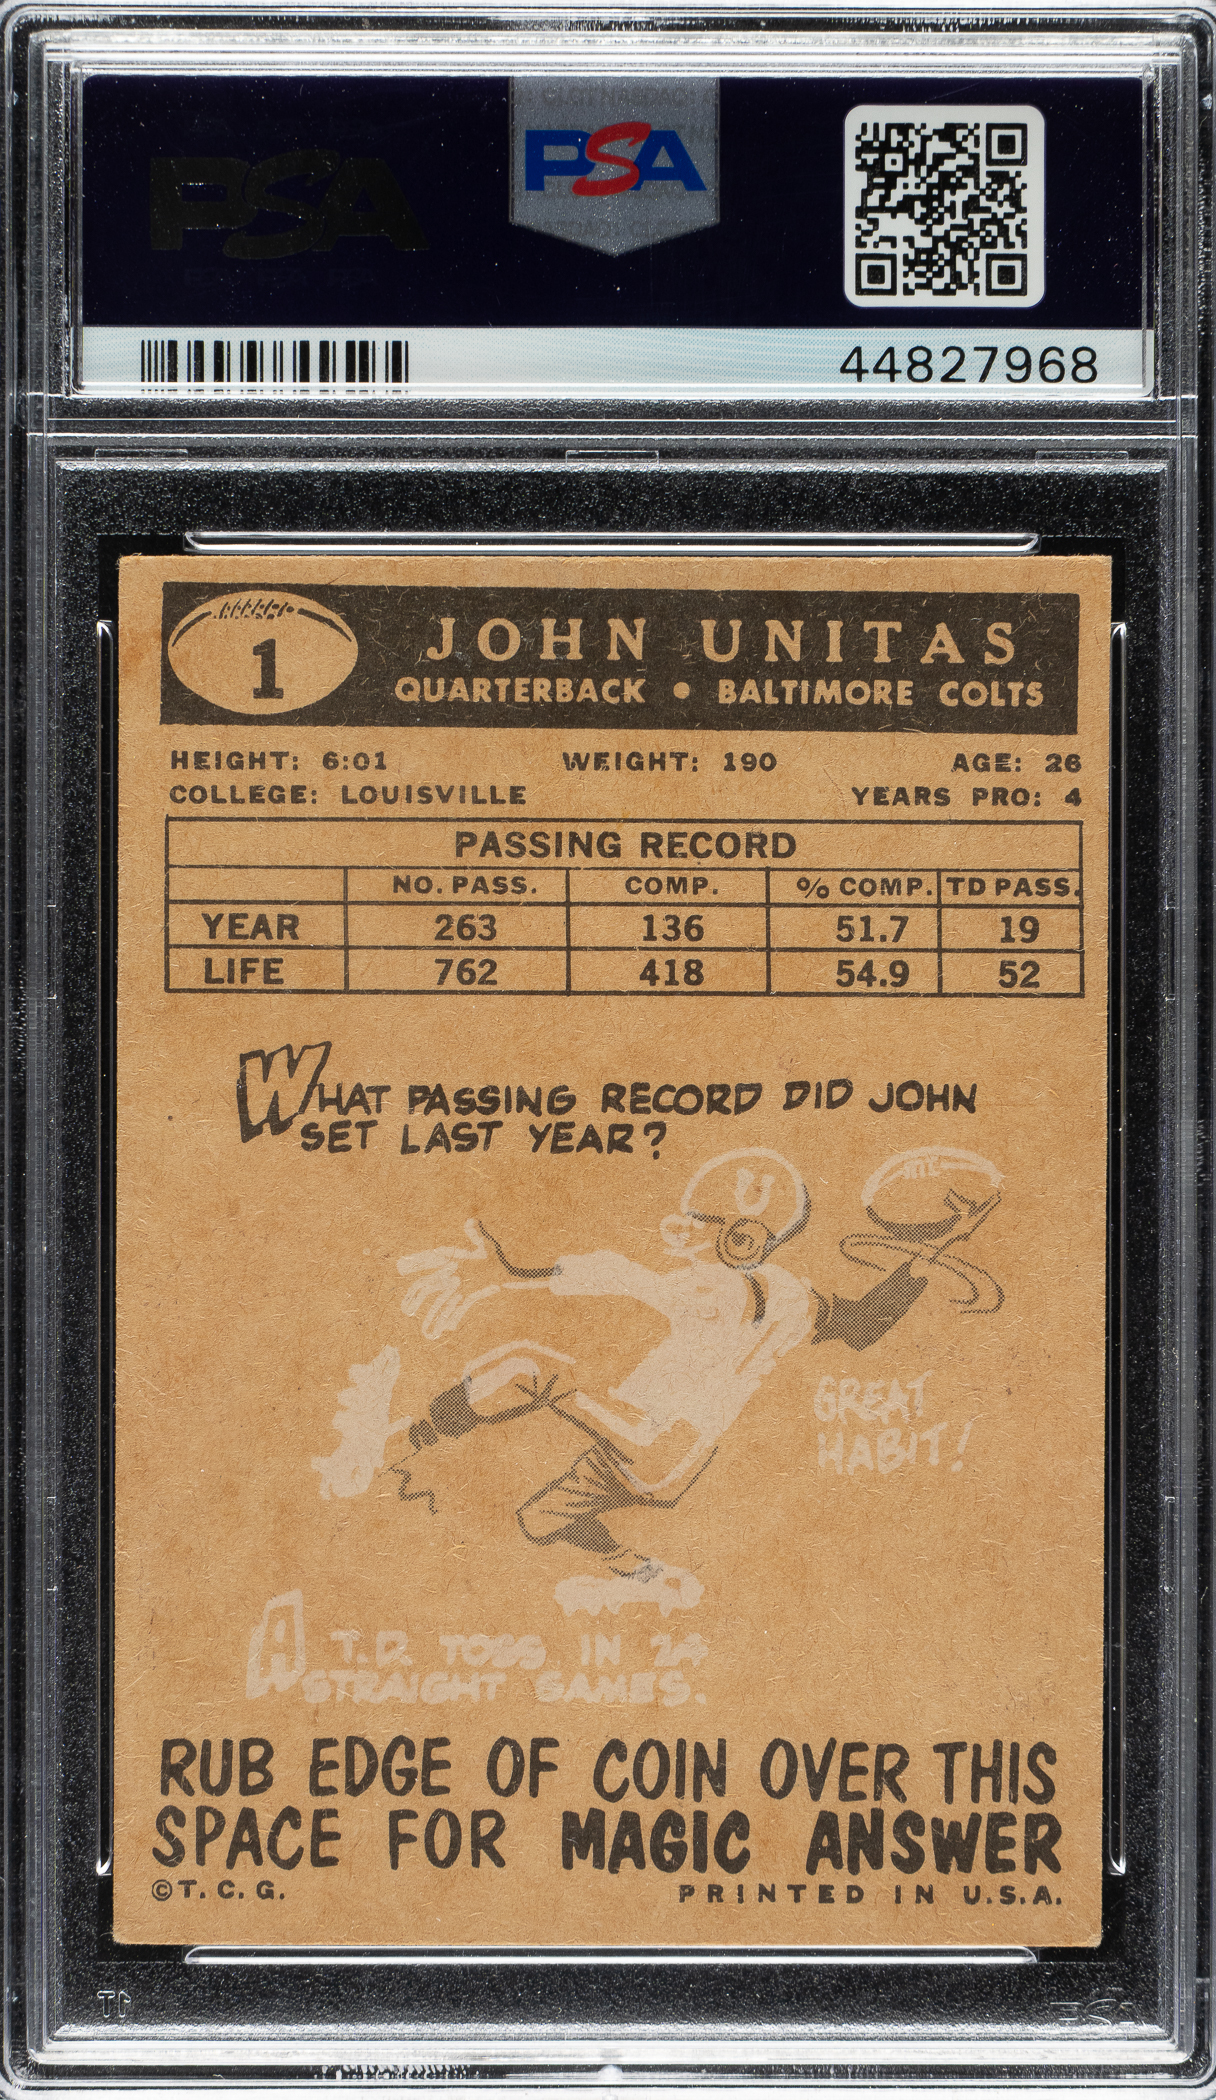 PSA
PSA
44827968
1
JOHN UNITAS
QUARTERBACK • BALTIMORE COLTS
HEIGHT: 6:01 WEIGHT: 190 AGE: 26
COLLEGE: LOUISVILLE YEARS PRO: 4
PASSING RECORD
NO. PASS. COMP. % COMP. TD PASS.
YEAR 263 136 51.7 19
LIFE 762 418 54.9 52
WHAT PASSING RECORD DID JOHN
SET LAST YEAR?
U
GREAT
HABIT!
A T.D. TOSS IN 24
STRAIGHT GAMES.
RUB EDGE OF COIN OVER THIS
SPACE FOR MAGIC ANSWER
©T.C.G. PRINTED IN U.S.A.